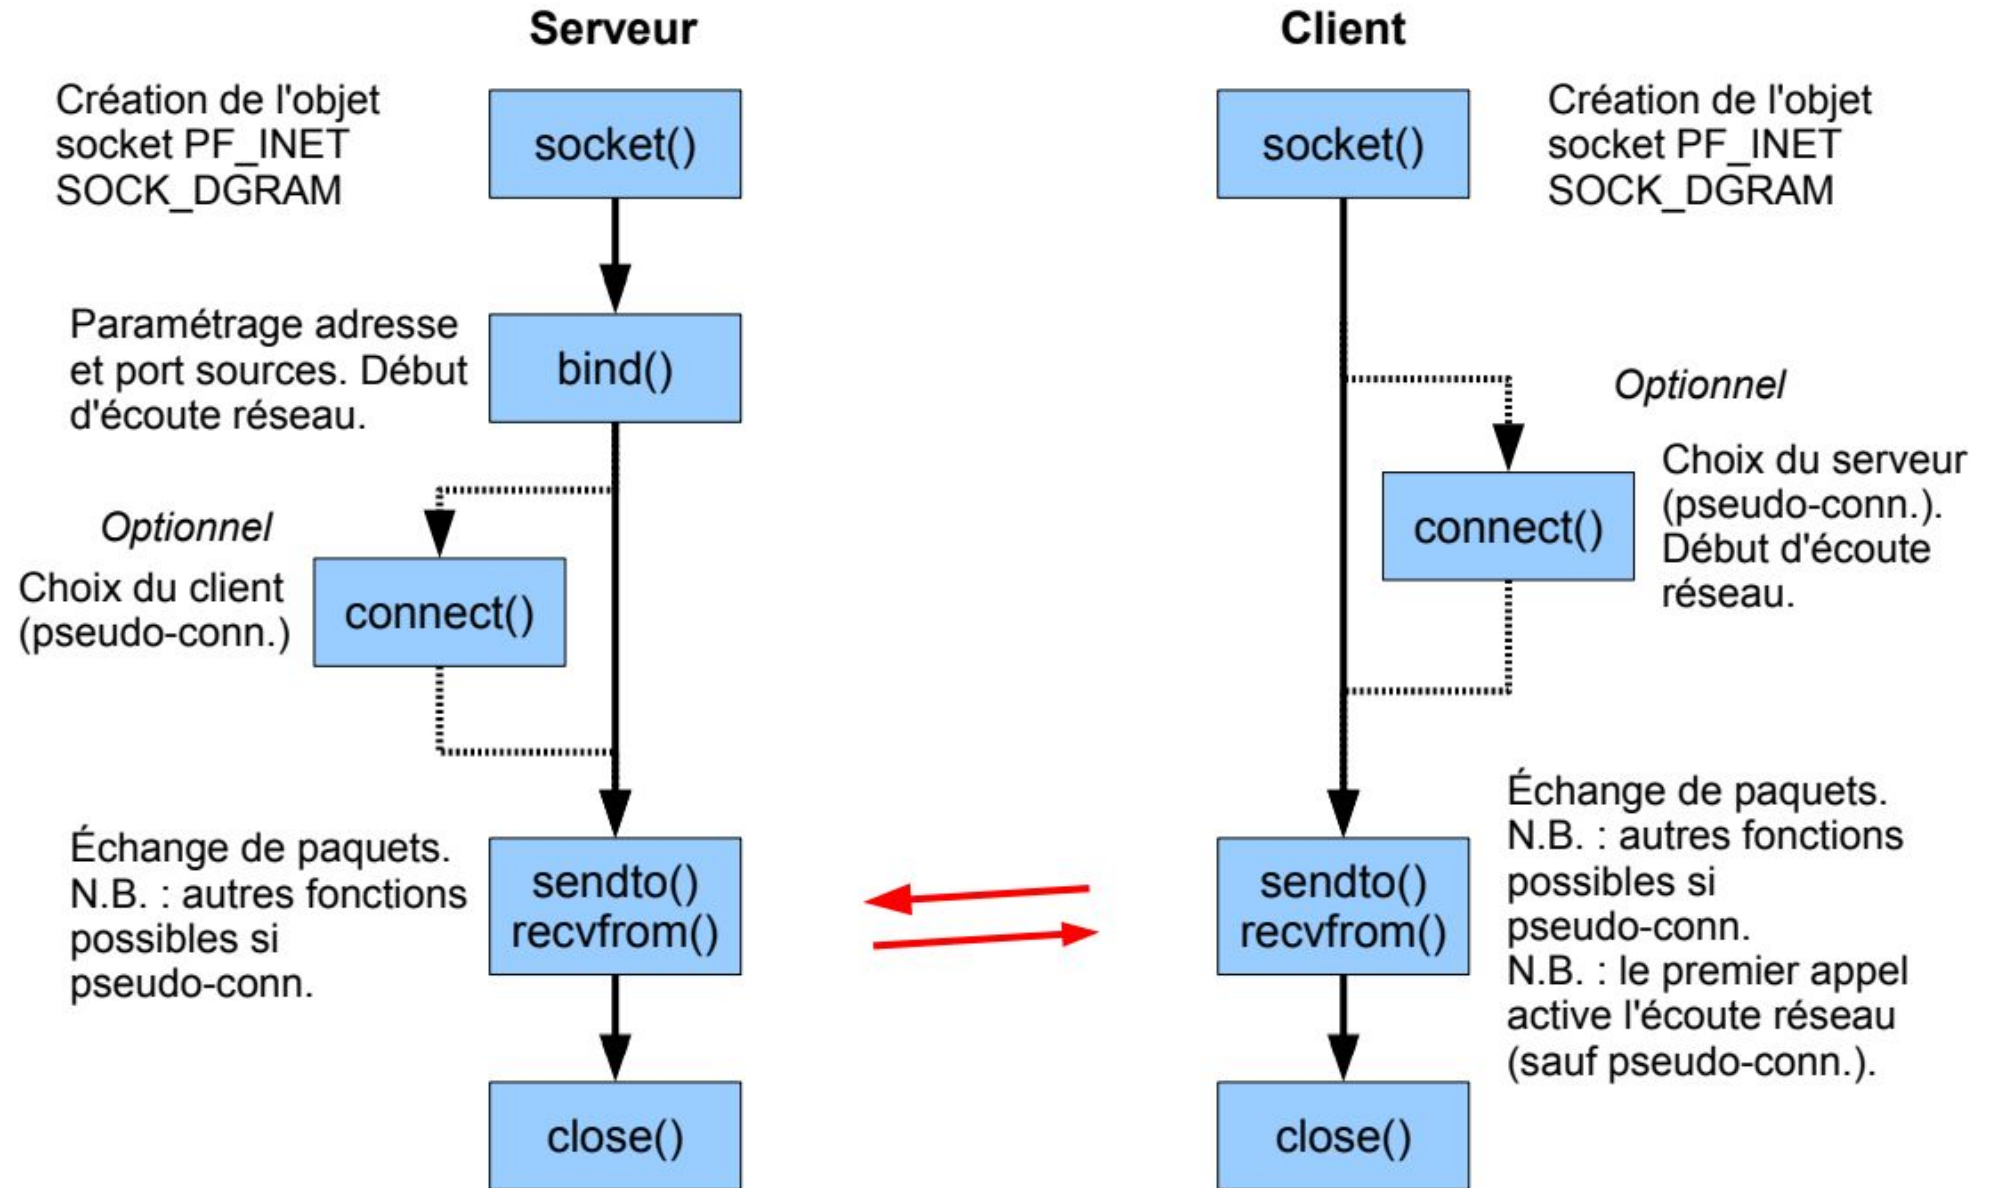 Serveur
Création de l'objet
socket PF_INET
SOCK_DGRAM
socket()
Paramétrage adresse
et port sources. Début
d'écoute réseau.
bind()
Optionnel
Choix du client
(pseudo-conn.)
connect()
Échange de paquets.
N.B. : autres fonctions
possibles si
pseudo-conn.
sendto()
recvfrom()
close()
Client
socket()
Création de l'objet
socket PF_INET
SOCK_DGRAM
Optionnel
connect()
Choix du serveur
(pseudo-conn.).
Début d'écoute
réseau.
sendto()
recvfrom()
Échange de paquets.
N.B. : autres fonctions
possibles si
pseudo-conn.
N.B. : le premier appel
active l'écoute réseau
(sauf pseudo-conn.).
close()